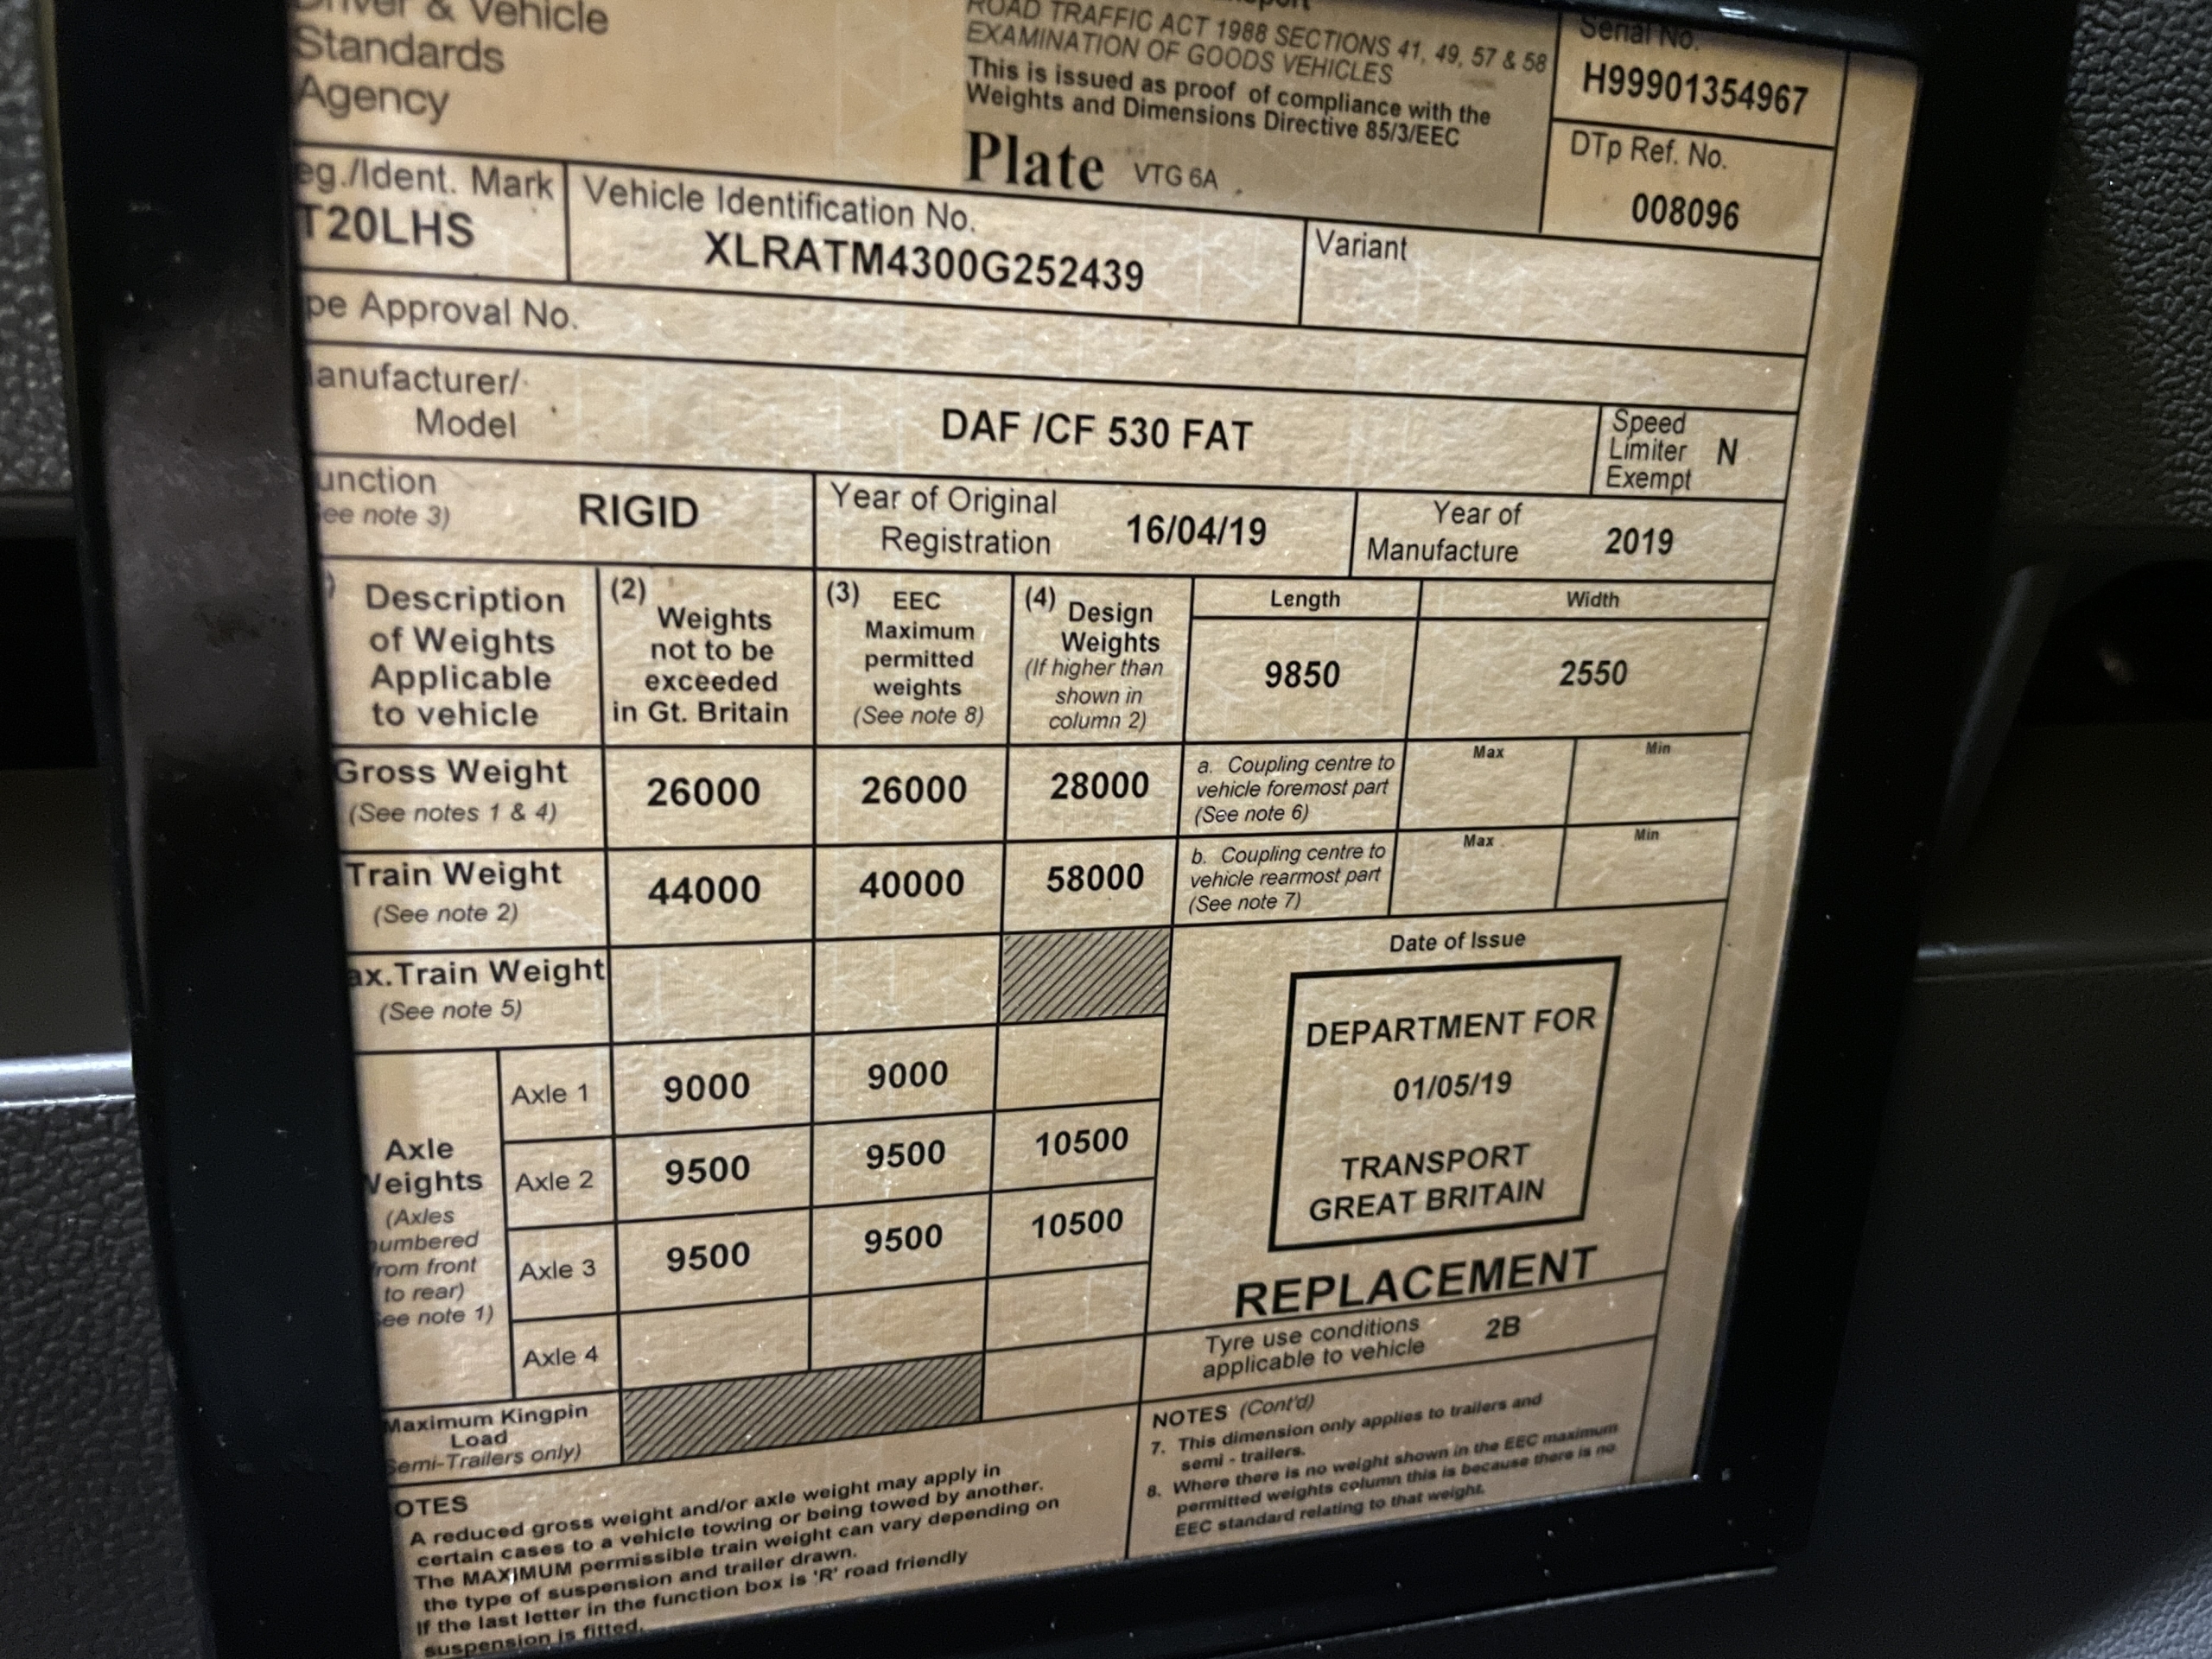 & Vehicle
Standards
Agency
ROAD TRAFFIC ACT 1988 SECTIONS 41, 49, 57 & 58
EXAMINATION OF GOODS VEHICLES
This is issued as proof of compliance with the
Weights and Dimensions Directive 85/3/EEC
Plate VTG 6A
Serial No.
H99901354967
DTp Ref. No.
008096
eg./Ident. Mark
T20LHS
Vehicle Identification No.
XLRATM4300G252439
Variant
pe Approval No.
anufacturer/
Model
DAF /CF 530 FAT
Speed
Limiter N
Exempt
unction
ee note 3)
RIGID
Year of Original
Registration
16/04/19
Year of
Manufacture
2019
) Description
of Weights
Applicable
to vehicle
(2) Weights
not to be
exceeded
in Gt. Britain
(3) EEC
Maximum
permitted
weights
(See note 8)
(4) Design
Weights
(If higher than
shown in
column 2)
Length
9850
Width
2550
Gross Weight
(See notes 1 & 4)
26000
26000
28000
a. Coupling centre to
vehicle foremost part
(See note 6)
Max
Min
Train Weight
(See note 2)
44000
40000
58000
b. Coupling centre to
vehicle rearmost part
(See note 7)
Max
Min
ax.Train Weight
(See note 5)
Date of Issue
DEPARTMENT FOR
01/05/19
TRANSPORT
GREAT BRITAIN
REPLACEMENT
Axle
Weights
(Axles
numbered
from front
to rear)
See note 1)
Axle 1
9000
9000
Axle 2
9500
9500
10500
Axle 3
9500
9500
10500
Axle 4
Tyre use conditions
applicable to vehicle
2B
Maximum Kingpin
Load
Semi-Trailers only)
OTES
A reduced gross weight and/or axle weight may apply in
certain cases to a vehicle towing or being towed by another.
The MAXIMUM permissible train weight can vary depending on
the type of suspension and trailer drawn.
If the last letter in the function box is 'R' road friendly
suspension is fitted.
NOTES (Cont'd)
7. This dimension only applies to trailers and
semi - trailers.
8. Where there is no weight shown in the EEC maximum
permitted weights column this is because there is no
EEC standard relating to that weight.